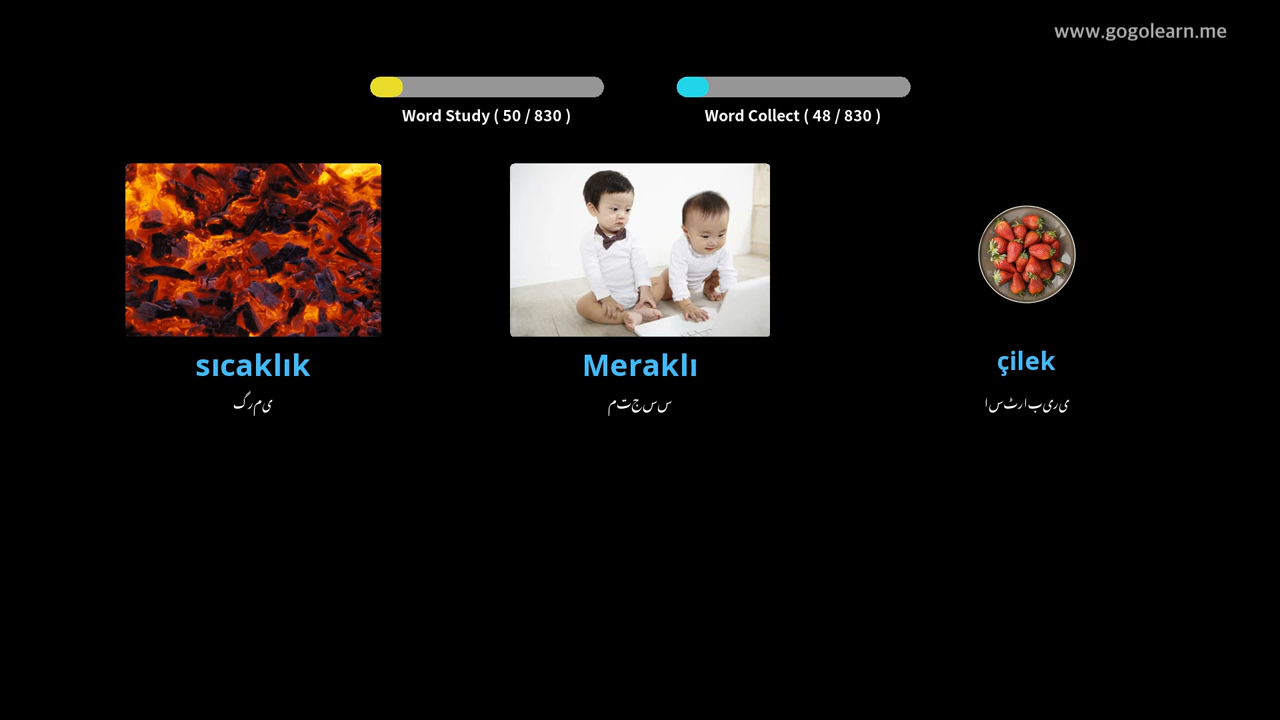 www.gogolearn.me
Word Study ( 50 / 830 )
Word Collect ( 48 / 830 )
sıcaklık
Meraklı
çilek
گرمی
متجسس
اسٹرابیری